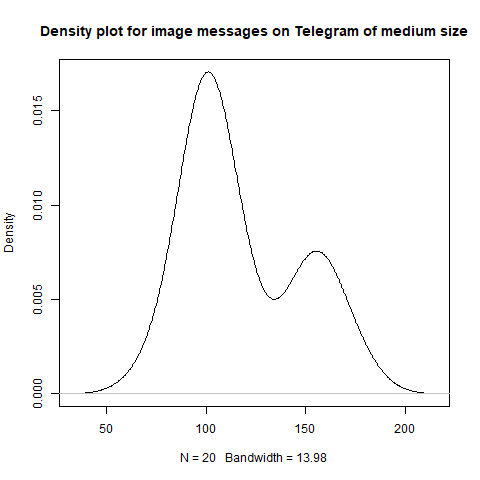 Density plot for image messages on Telegram of medium size
Density
0.015
0.010
0.005
0.000
50 100 150 200
N = 20 Bandwidth = 13.98